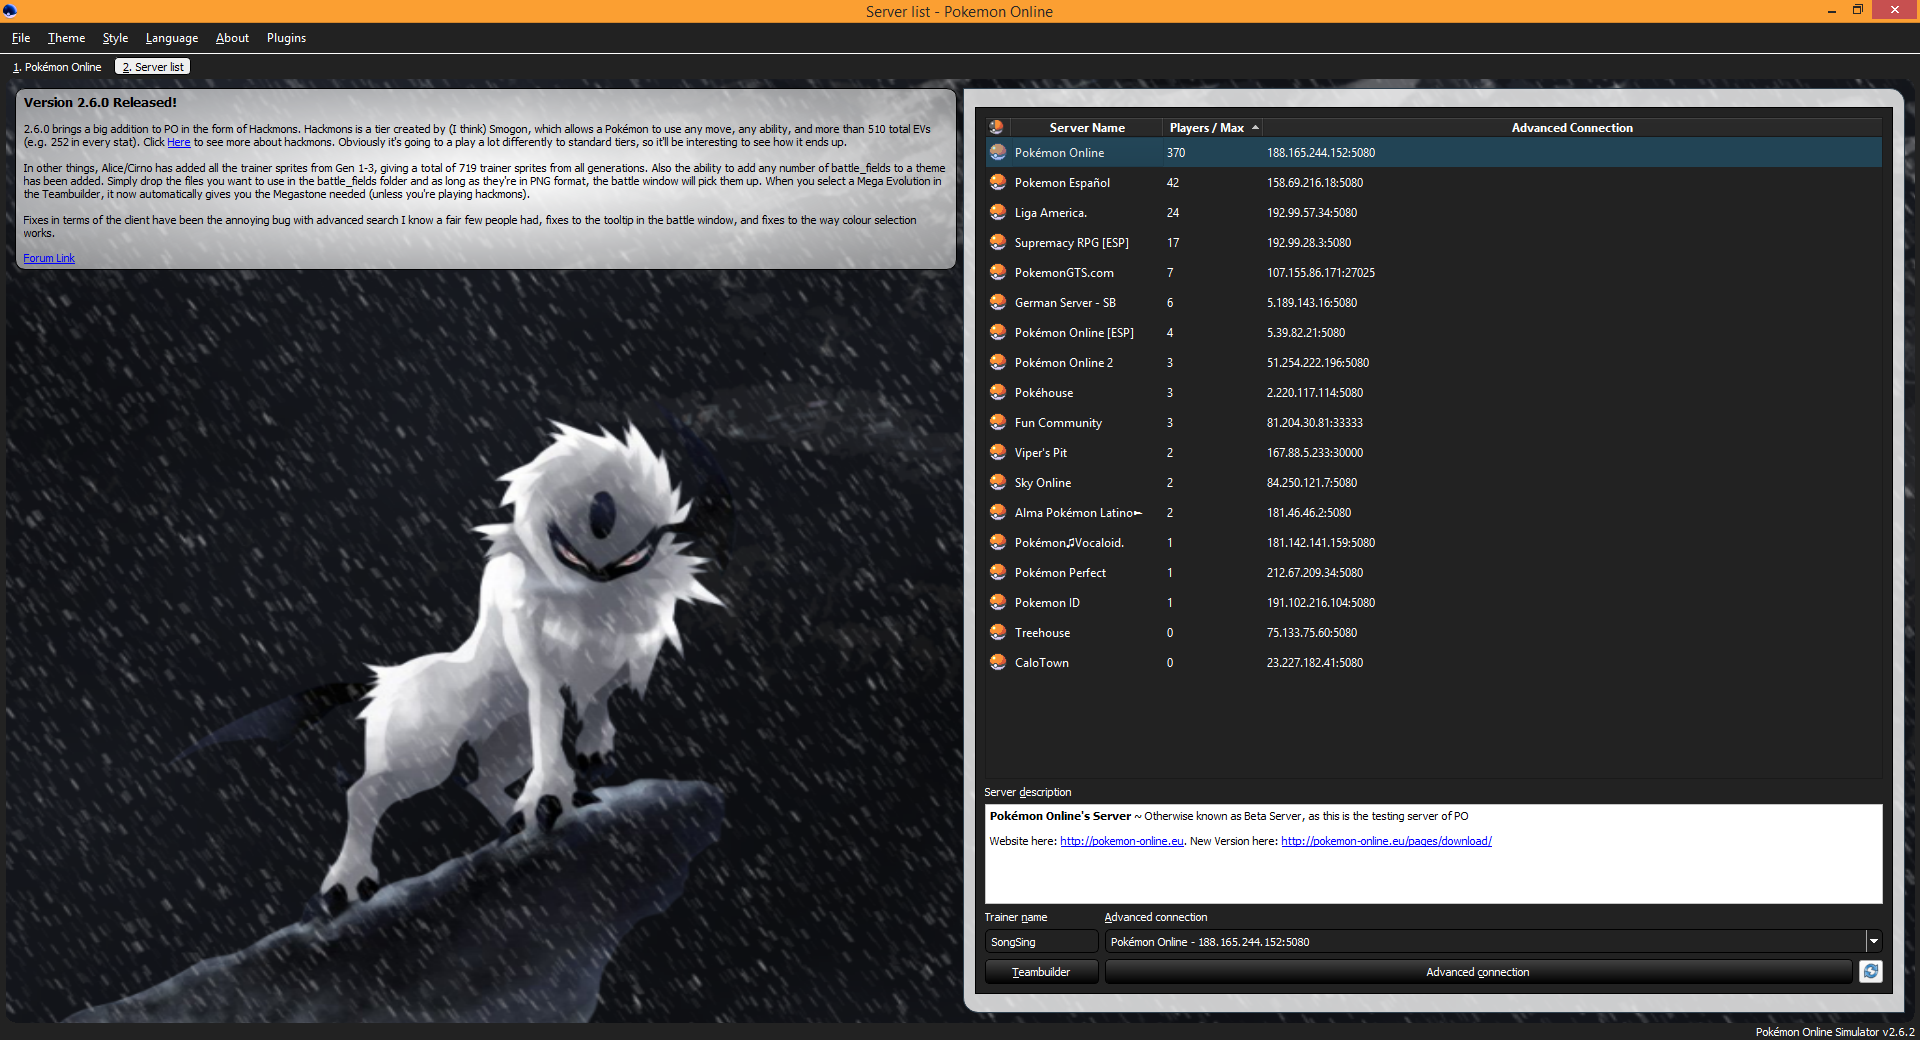 Server list - Pokemon Online
File Theme Style Language About Plugins
1. Pokémon Online 2. Server list
Version 2.6.0 Released!
2.6.0 brings a big addition to PO in the form of Hackmons. Hackmons is a tier created by (I think) Smogon, which allows a Pokémon to use any move, any ability, and more than 510 total EVs
(e.g. 252 in every stat). Click Here to see more about hackmons. Obviously it's going to a play a lot differently to standard tiers, so it'll be interesting to see how it ends up.
In other things, Alice/Cirno has added all the trainer sprites from Gen 1-3, giving a total of 719 trainer sprites from all generations. Also the ability to add any number of battle_fields to a theme
has been added. Simply drop the files you want to use in the battle_fields folder and as long as they're in PNG format, the battle window will pick them up. When you select a Mega Evolution in
the Teambuilder, it now automatically gives you the Megastone needed (unless you're playing hackmons).
Fixes in terms of the client have been the annoying bug with advanced search I know a fair few people had, fixes to the tooltip in the battle window, and fixes to the way colour selection
works.
Forum Link
Server Name Players / Max Advanced Connection
Pokémon Online 370 188.165.244.152:5080
Pokemon Español 42 158.69.216.18:5080
Liga America. 24 192.99.57.34:5080
Supremacy RPG [ESP] 17 192.99.28.3:5080
PokemonGTS.com 7 107.155.86.171:27025
German Server - SB 6 5.189.143.16:5080
Pokémon Online [ESP] 4 5.39.82.21:5080
Pokémon Online 2 3 51.254.222.196:5080
Pokéhouse 3 2.220.117.114:5080
Fun Community 3 81.204.30.81:33333
Viper's Pit 2 167.88.5.233:30000
Sky Online 2 84.250.121.7:5080
Alma Pokémon Latino► 2 181.46.46.2:5080
Pokémon♫Vocaloid. 1 181.142.141.159:5080
Pokémon Perfect 1 212.67.209.34:5080
Pokemon ID 1 191.102.216.104:5080
Treehouse 0 75.133.75.60:5080
CaloTown 0 23.227.182.41:5080
Server description
Pokémon Online's Server ~ Otherwise known as Beta Server, as this is the testing server of PO
Website here: http://pokemon-online.eu. New Version here: http://pokemon-online.eu/pages/download/
Trainer name Advanced connection
SongSing Pokémon Online - 188.165.244.152:5080
Teambuilder Advanced connection
Pokémon Online Simulator v2.6.2